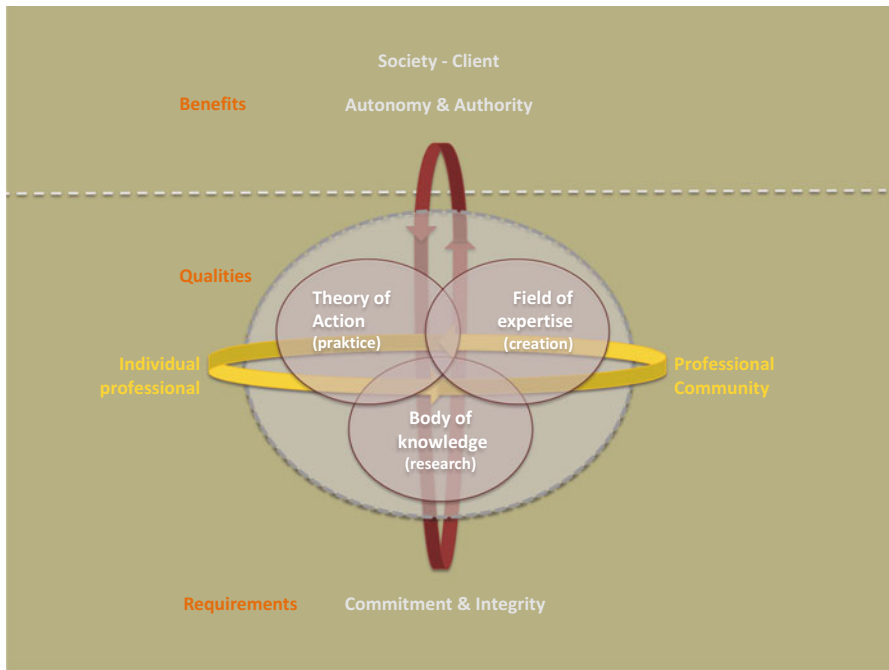 Society - Client
Benefits
Autonomy & Authority
Qualities
Theory of
Action
(praktice)
Field of
expertise
(creation)
Individual
professional
Professional
Community
Body of
knowledge
(research)
Requirements
Commitment & Integrity